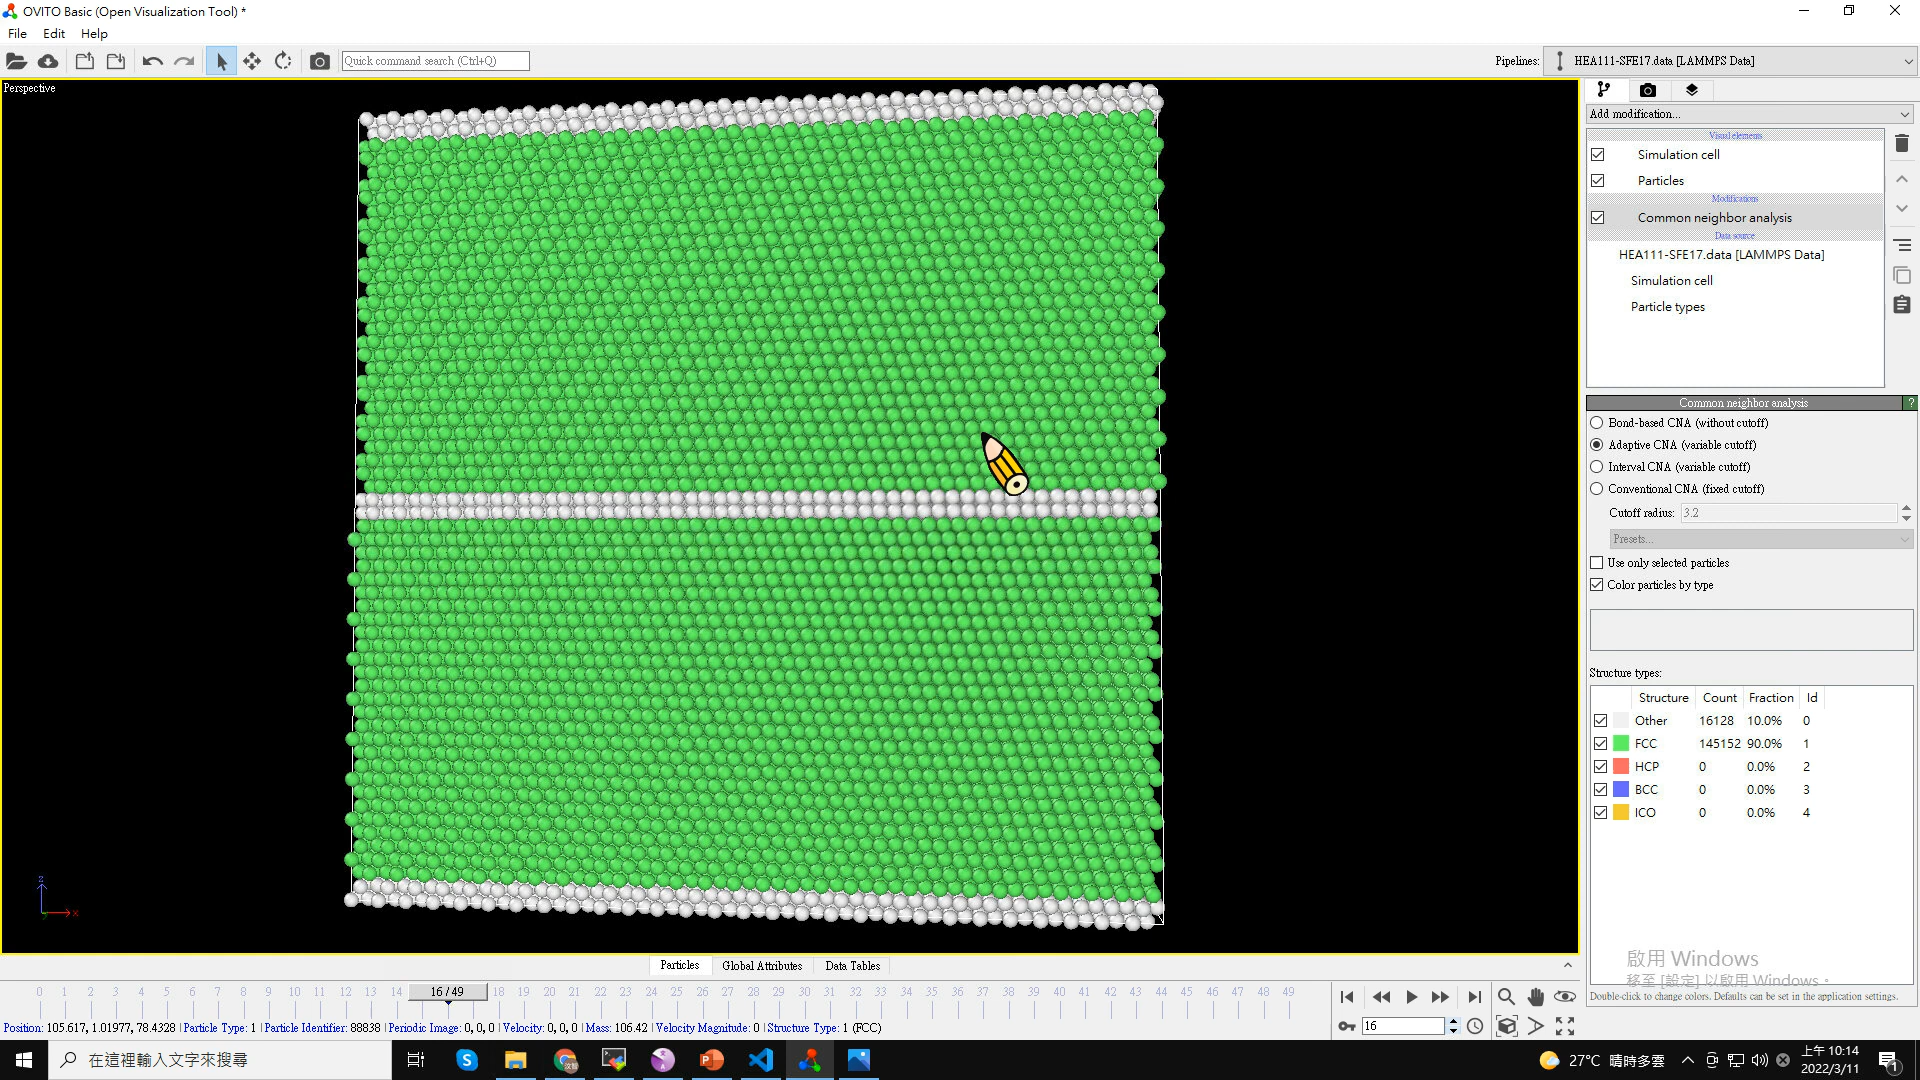 OVITO Basic (Open Visualization Tool) *
File Edit Help
Quick command search (Ctrl+Q)
Pipelines: HEA111-SFE17.data [LAMMPS Data]
Perspective
Add modification...
Visual elements
Simulation cell
Particles
Modifications
Common neighbor analysis
Data source
HEA111-SFE17.data [LAMMPS Data]
Simulation cell
Particle types
Common neighbor analysis ?
Bond-based CNA (without cutoff)
Adaptive CNA (variable cutoff)
Interval CNA (variable cutoff)
Conventional CNA (fixed cutoff)
Cutoff radius: 3.2
Presets...
Use only selected particles
Color particles by type
Structure types:
Structure Count Fraction Id
Other 16128 10.0% 0
FCC 145152 90.0% 1
HCP 0 0.0% 2
BCC 0 0.0% 3
ICO 0 0.0% 4
啟用 Windows
移至 [設定] 以啟用 Windows。
Double-click to change colors. Defaults can be set in the application settings.
z
x
Particles Global Attributes Data Tables
0 1 2 3 4 5 6 7 8 9 10 11 12 13 14 16 / 49 18 19 20 21 22 23 24 25 26 27 28 29 30 31 32 33 34 35 36 37 38 39 40 41 42 43 44 45 46 47 48 49
Position: 105.617, 1.01977, 78.4328 | Particle Type: 1 | Particle Identifier: 88838 | Periodic Image: 0, 0, 0 | Velocity: 0, 0, 0 | Mass: 106.42 | Velocity Magnitude: 0 | Structure Type: 1 (FCC)
16
在這裡輸入文字來搜尋
27°C 晴時多雲
上午 10:14
2022/3/11
1